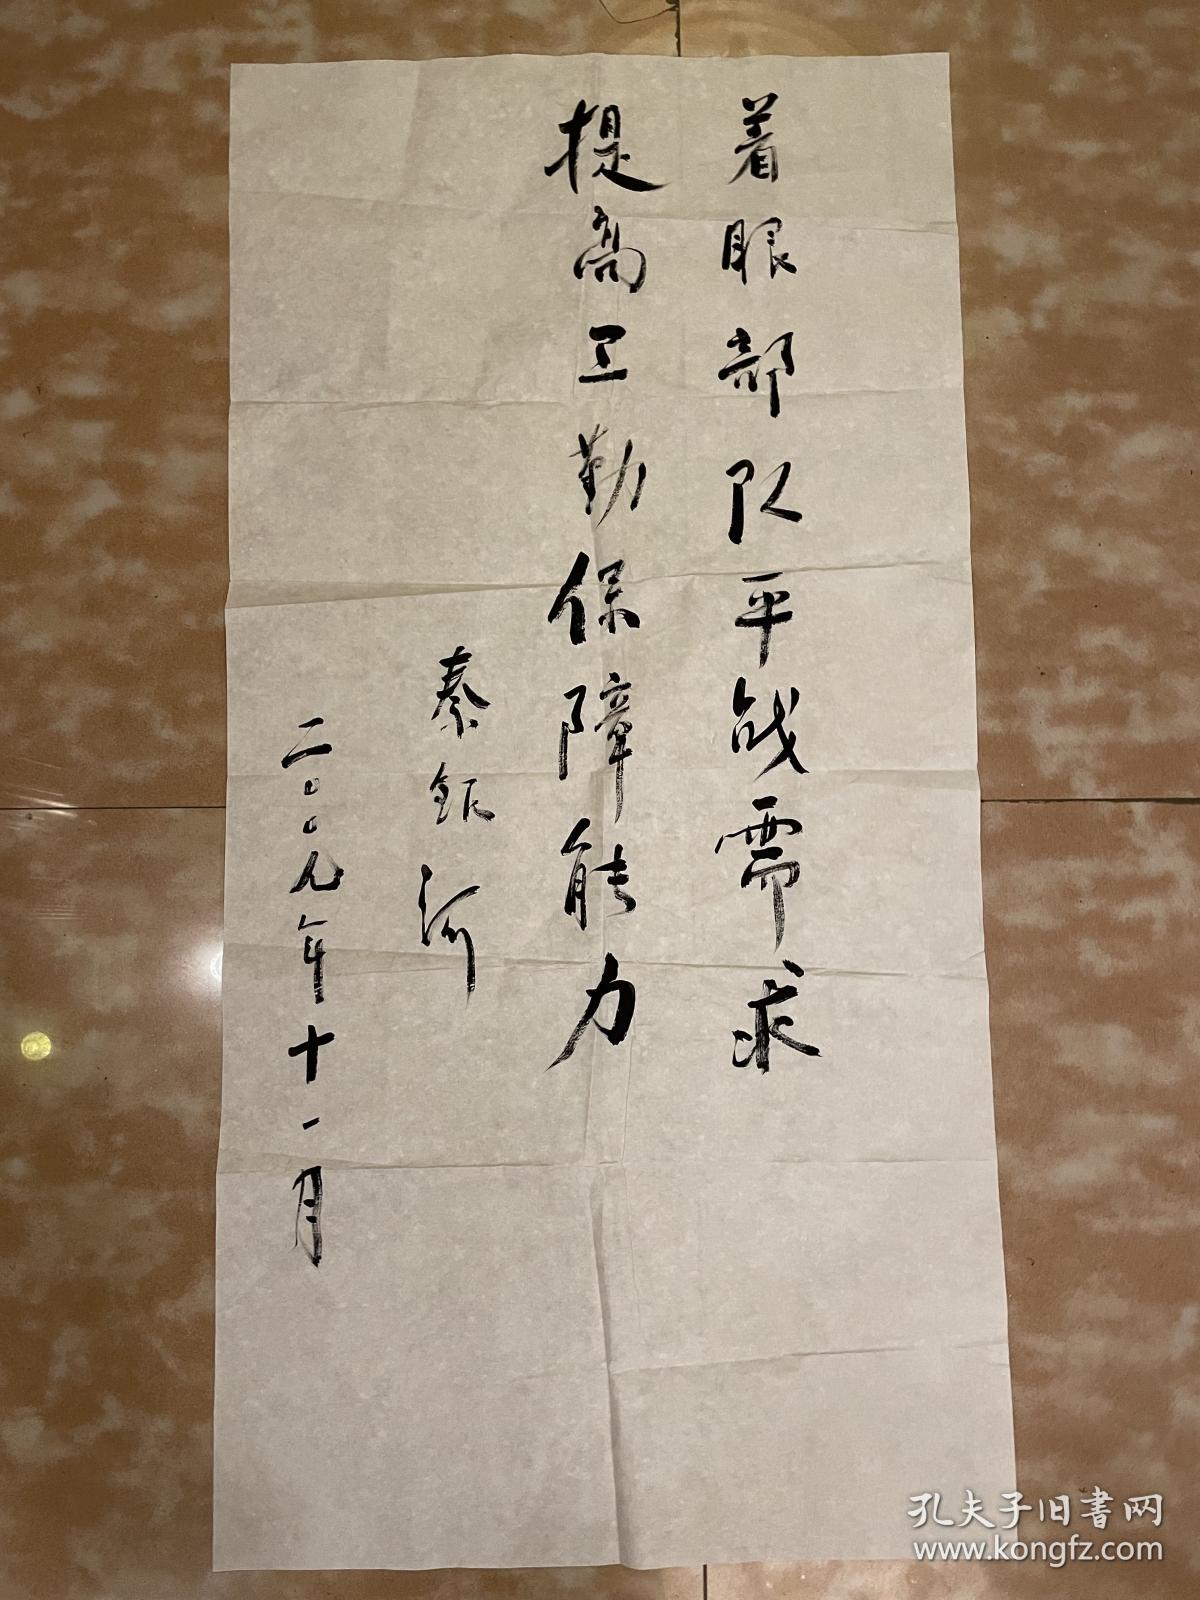 着眼部队平战需求
提高卫勤保障能力
秦银河
二〇〇九年十一月
孔夫子旧书网
www.kongfz.com